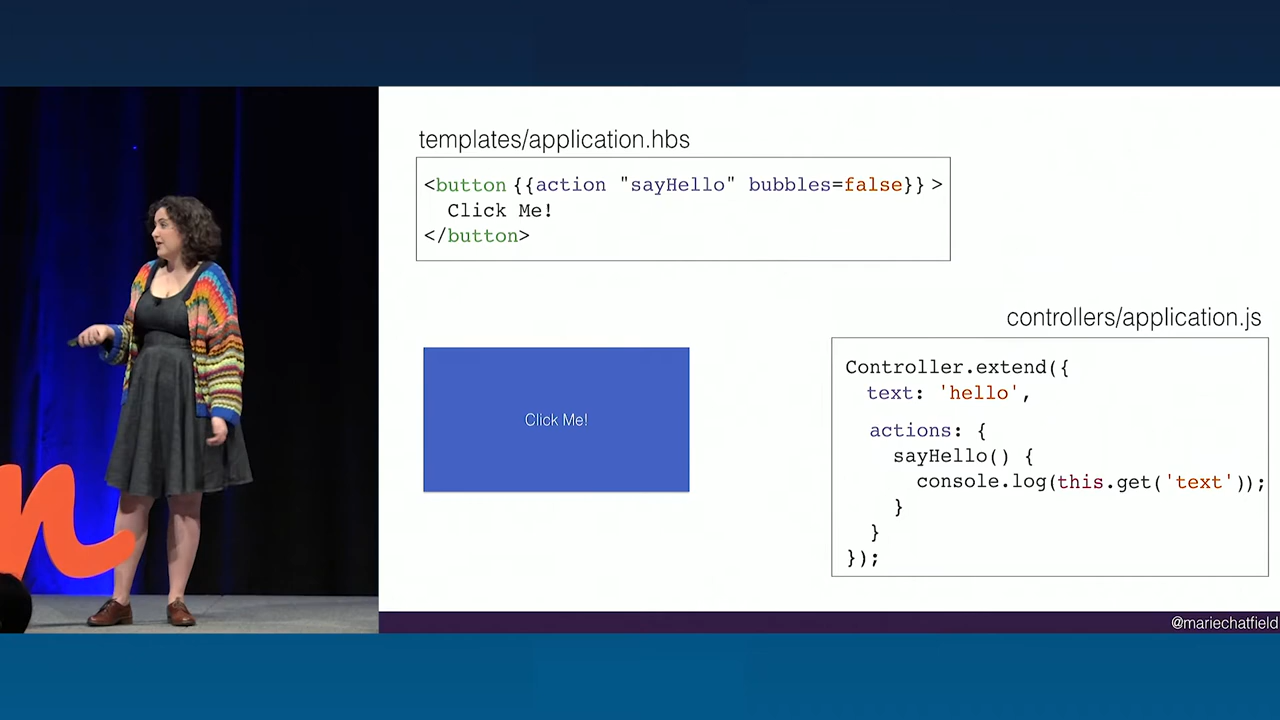 templates/application.hbs
<button {{action "sayHello" bubbles=false}} >
Click Me!
</button>
controllers/application.js
Controller.extend({
text: 'hello',
actions: {
sayHello() {
console.log(this.get('text'));
}
}
});
Click Me!
@mariechatfield